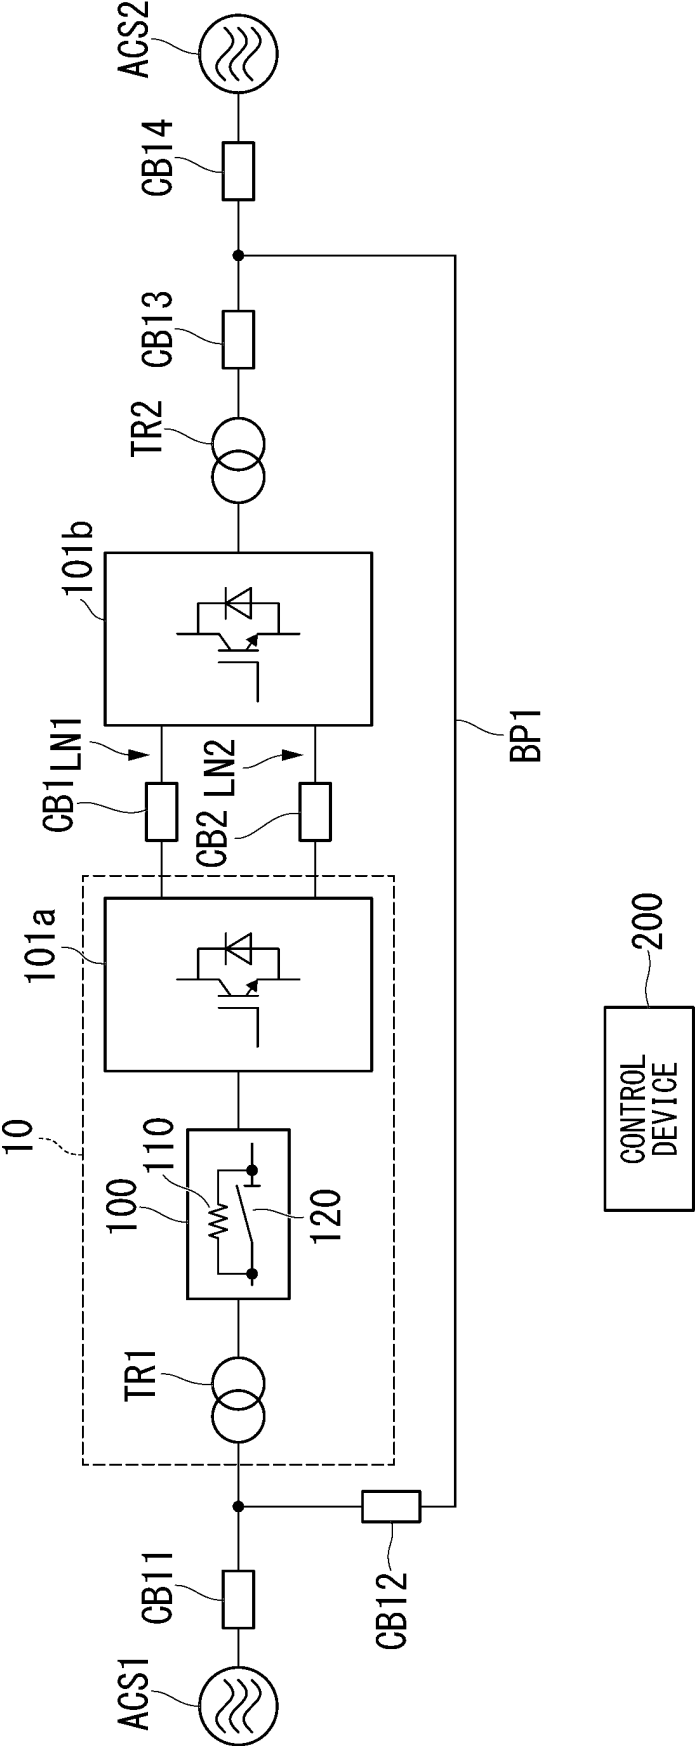 ACS1
CB11
CB12
10
TR1
100
110
120
101a
CB1
LN1
CB2
LN2
101b
BP1
TR2
CB13
CB14
ACS2
200
CONTROL
DEVICE